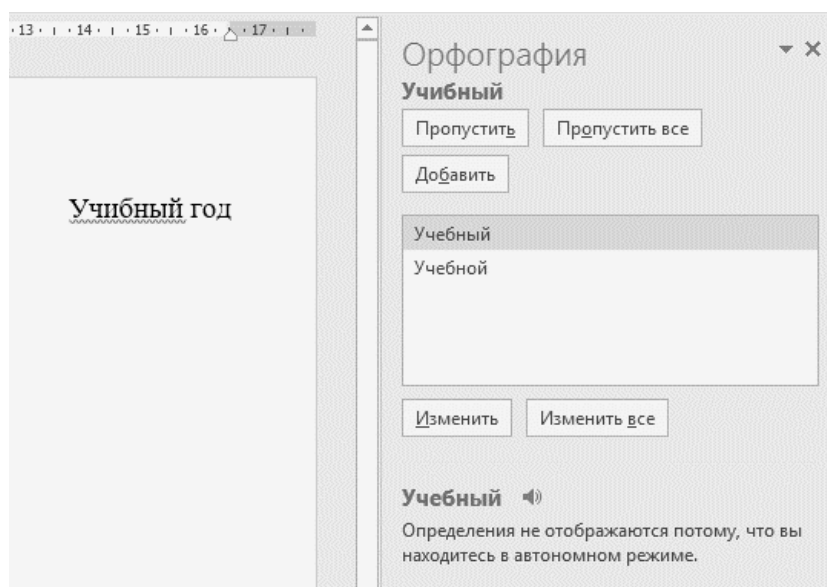 · 13 · ı · 14 · ı · 15 · ı · 16 · 17 · ı ·
Учибный год
Орфография
Учибный
Пропустить Пропустить все
Добавить
Учебный
Учебной
Изменить Изменить все
Учебный
Определения не отображаются потому, что вы
находитесь в автономном режиме.